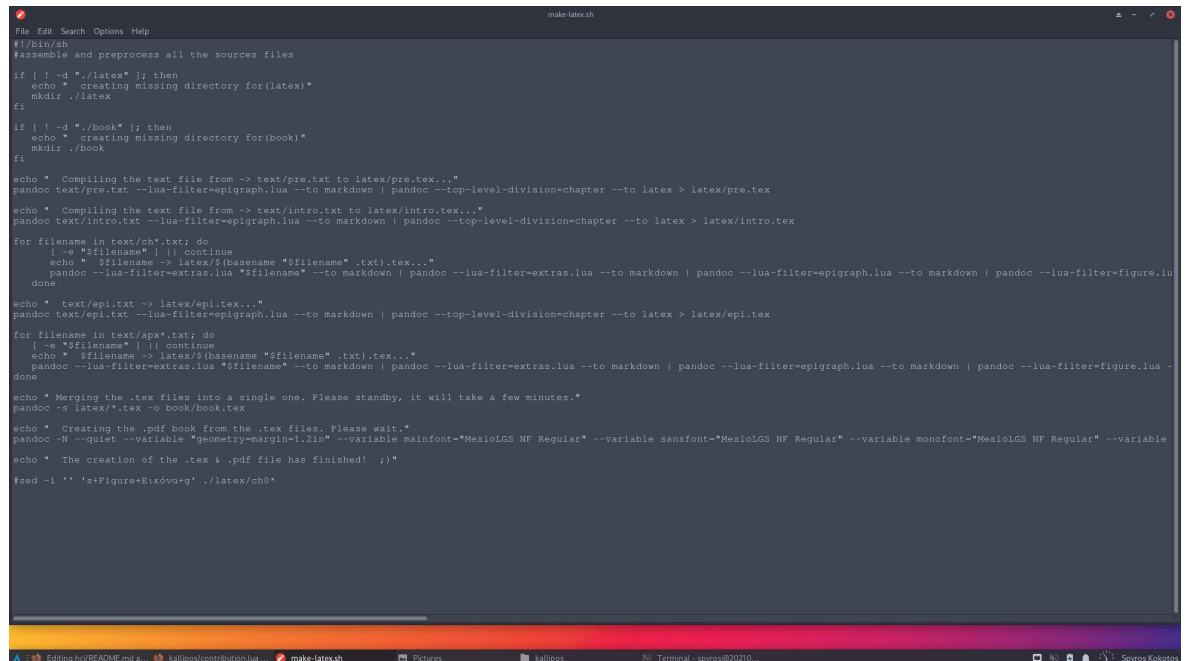 make-latex.sh
File Edit Search Options Help
#!/bin/sh
#assemble and preprocess all the sources files
if [ ! -d "./latex" ]; then
echo "  creating missing directory for(latex)"
mkdir ./latex
fi
if [ ! -d "./book" ]; then
echo "  creating missing directory for(book)"
mkdir ./book
fi
echo "  Compiling the text file from -> text/pre.txt to latex/pre.tex..."
pandoc text/pre.txt --lua-filter=epigraph.lua --to markdown | pandoc --top-level-division=chapter --to latex > latex/pre.tex
echo "  Compiling the text file from -> text/intro.txt to latex/intro.tex..."
pandoc text/intro.txt --lua-filter=epigraph.lua --to markdown | pandoc --top-level-division=chapter --to latex > latex/intro.tex
for filename in text/ch*.txt; do
[ -e "$filename" ] || continue
echo "  $filename -> latex/$(basename "$filename" .txt).tex..."
pandoc --lua-filter=extras.lua "$filename" --to markdown | pandoc --lua-filter=extras.lua --to markdown | pandoc --lua-filter=epigraph.lua --to markdown | pandoc --lua-filter=figure.lu
done
echo "  text/epi.txt -> latex/epi.tex..."
pandoc text/epi.txt --lua-filter=epigraph.lua --to markdown | pandoc --top-level-division=chapter --to latex > latex/epi.tex
for filename in text/apx*.txt; do
[ -e "$filename" ] || continue
echo "  $filename -> latex/$(basename "$filename" .txt).tex..."
pandoc --lua-filter=extras.lua "$filename" --to markdown | pandoc --lua-filter=extras.lua --to markdown | pandoc --lua-filter=epigraph.lua --to markdown | pandoc --lua-filter=figure.lua -
done
echo " Merging the .tex files into a single one. Please standby, it will take a few minutes."
pandoc -s latex/*.tex -o book/book.tex
echo "  Creating the .pdf book from the .tex files. Please wait."
pandoc -N --quiet --variable "geometry=margin=1.2in" --variable mainfont="MesloLGS NF Regular" --variable sansfont="MesloLGS NF Regular" --variable monofont="MesloLGS NF Regular" --variable
echo "  The creation of the .tex & .pdf file has finished!  ;)"
#sed -i '' 's+Figure+Εικόνα+g' ./latex/ch0*
Editing hci/README.md a... kallipos/contribution.lua ... make-latex.sh Pictures kallipos Terminal - spyros@20210... Spyros Kokotos